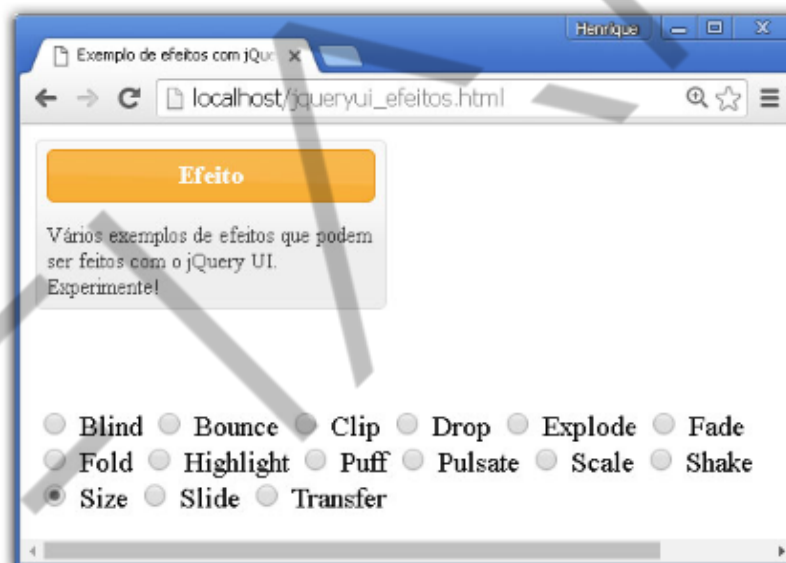 Henrique
Exemplo de efeitos com jQue
localhost/jqueryui_efeitos.html
Efeito
Vários exemplos de efeitos que podem
ser feitos com o jQuery UI.
Experimente!
Blind Bounce Clip Drop Explode Fade
Fold Highlight Puff Pulsate Scale Shake
Size Slide Transfer